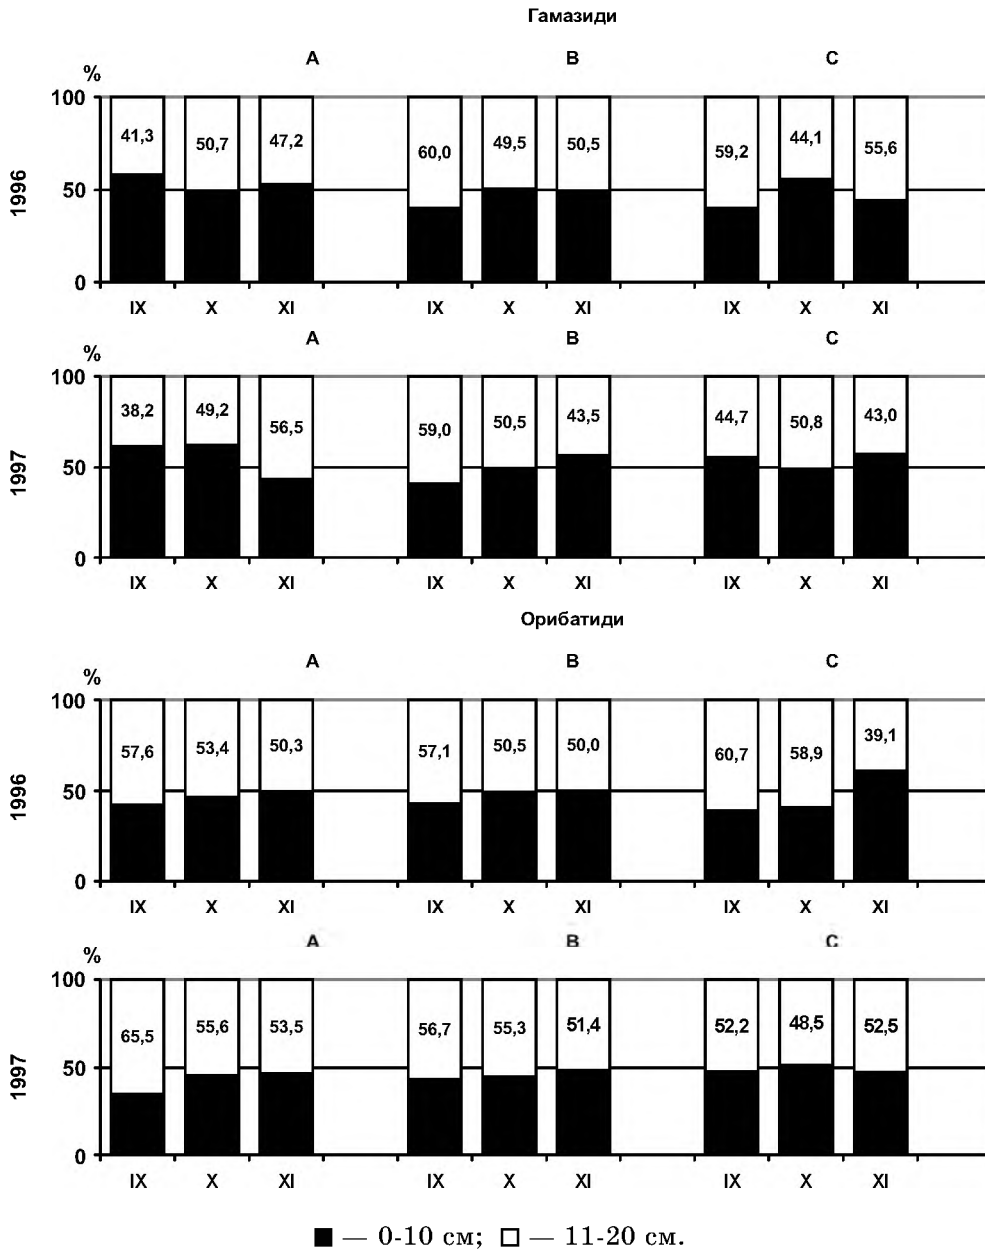 Гамазиди
А В С
%
100
50
0
1996
41,3 50,7 47,2 60,0 49,5 50,5 59,2 44,1 55,6
IX X XI IX X XI IX X XI
А В С
%
100
50
0
1997
38,2 49,2 56,5 59,0 50,5 43,5 44,7 50,8 43,0
IX X XI IX X XI IX X XI
Орибатиди
А В С
%
100
50
0
1996
57,6 53,4 50,3 57,1 50,5 50,0 60,7 58,9 39,1
IX X XI IX X XI IX X XI
А В С
%
100
50
0
1997
65,5 55,6 53,5 56,7 55,3 51,4 52,2 48,5 52,5
IX X XI IX X XI IX X XI
— 0-10 см; — 11-20 см.